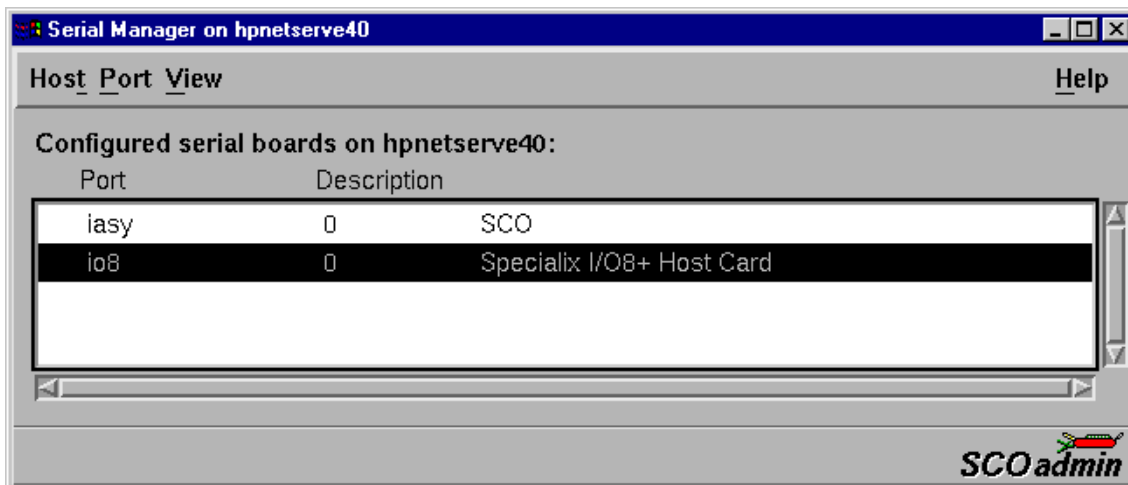 Serial Manager on hpnetserve40
Host Port View Help
Configured serial boards on hpnetserve40:
Port Description
iasy 0 SCO
io8 0 Specialix I/O8+ Host Card
SCOadmin